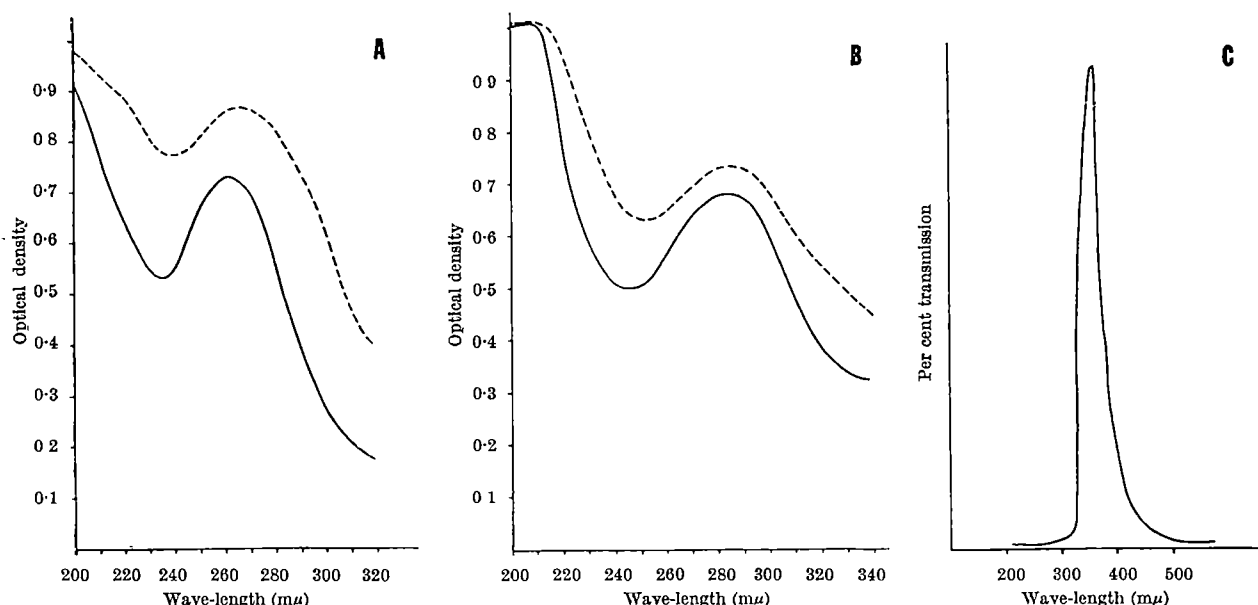 A
0·9
0·8
0·7
0·6
0·5
0·4
0·3
0·2
0·1
Optical density
200 220 240 260 280 300 320
Wave-length (mμ)
B
0·9
0·8
0·7
0·6
0·5
0·4
0·3
0·2
0·1
Optical density
200 220 240 260 280 300 320 340
Wave-length (mμ)
C
Per cent transmission
200 300 400 500
Wave-length (mμ)